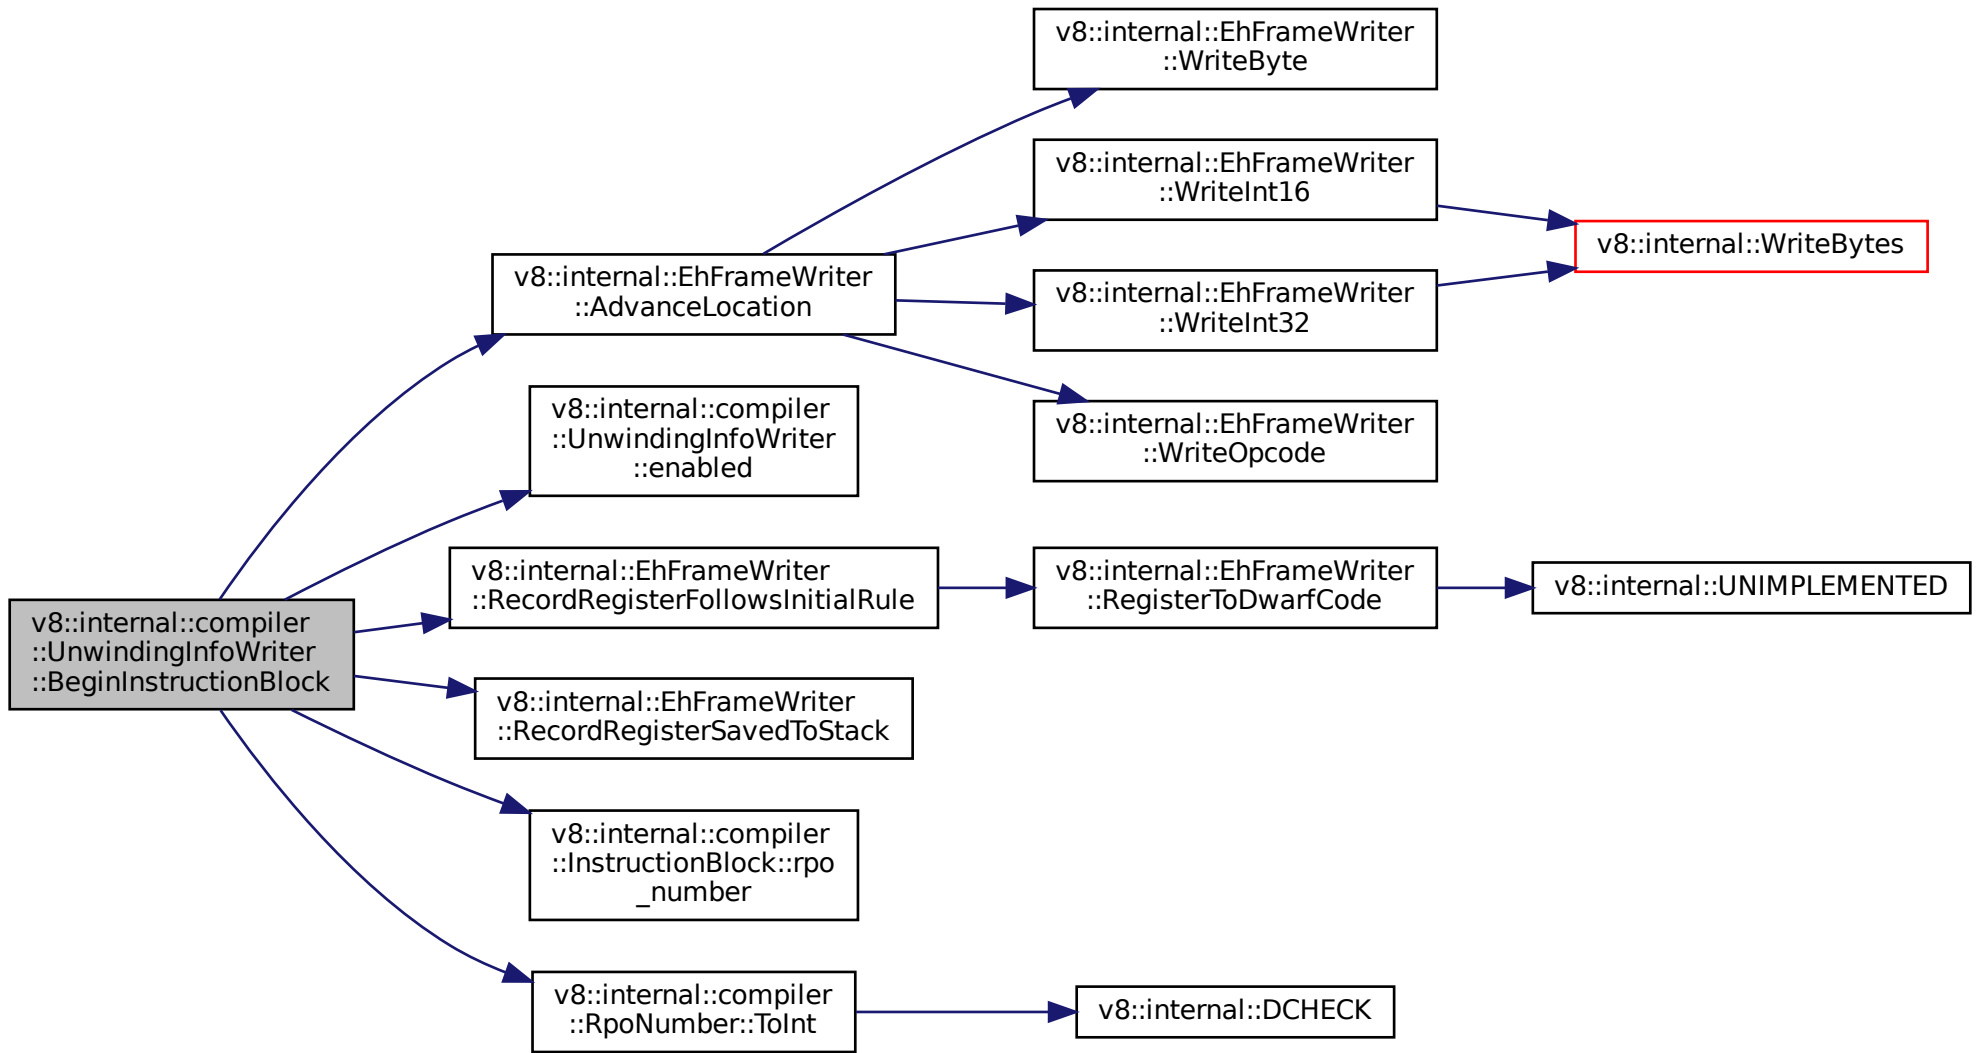 v8::internal::EhFrameWriter
::WriteByte
v8::internal::EhFrameWriter
::WriteInt16
v8::internal::WriteBytes
v8::internal::EhFrameWriter
::AdvanceLocation
v8::internal::EhFrameWriter
::WriteInt32
v8::internal::compiler
::UnwindingInfoWriter
::enabled
v8::internal::EhFrameWriter
::WriteOpcode
v8::internal::EhFrameWriter
::RecordRegisterFollowsInitialRule
v8::internal::EhFrameWriter
::RegisterToDwarfCode
v8::internal::UNIMPLEMENTED
v8::internal::compiler
::UnwindingInfoWriter
::BeginInstructionBlock
v8::internal::EhFrameWriter
::RecordRegisterSavedToStack
v8::internal::compiler
::InstructionBlock::rpo
_number
v8::internal::compiler
::RpoNumber::ToInt
v8::internal::DCHECK